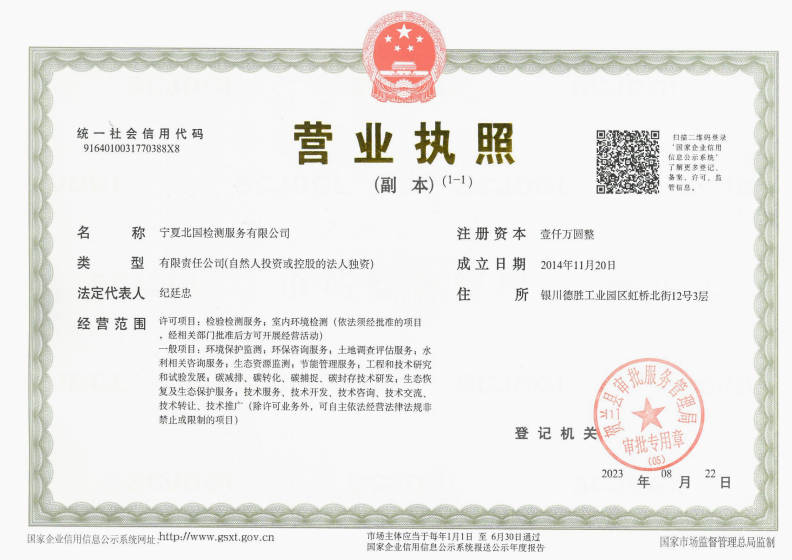 统一社会信用代码
9164010031770388X8
营业执照
(副 本) (1-1)
扫描二维码登录
'国家企业信用
信息公示系统'
了解更多登记、
备案、许可、监
管信息。
名 称 宁夏北国检测服务有限公司
类 型 有限责任公司(自然人投资或控股的法人独资)
法定代表人 纪廷忠
经营范围 许可项目：检验检测服务；室内环境检测（依法须经批准的项目
，经相关部门批准后方可开展经营活动）
一般项目：环境保护监测；环保咨询服务；土地调查评估服务；水
利相关咨询服务；生态资源监测；节能管理服务；工程和技术研究
和试验发展；碳减排、碳转化、碳捕捉、碳封存技术研发；生态恢
复及生态保护服务；技术服务、技术开发、技术咨询、技术交流、
技术转让、技术推广（除许可业务外，可自主依法经营法律法规非
禁止或限制的项目）
注册资本 壹仟万圆整
成立日期 2014年11月20日
住 所 银川德胜工业园区虹桥北街12号3层
登记机关
贺兰县审批服务管理局
审批专用章
(05)
2023 年 08 月 22 日
国家企业信用信息公示系统网址: http://www.gsxt.gov.cn
市场主体应当于每年1月1日 至 6月30日通过
国家企业信用信息公示系统报送公示年度报告
国家市场监督管理总局监制